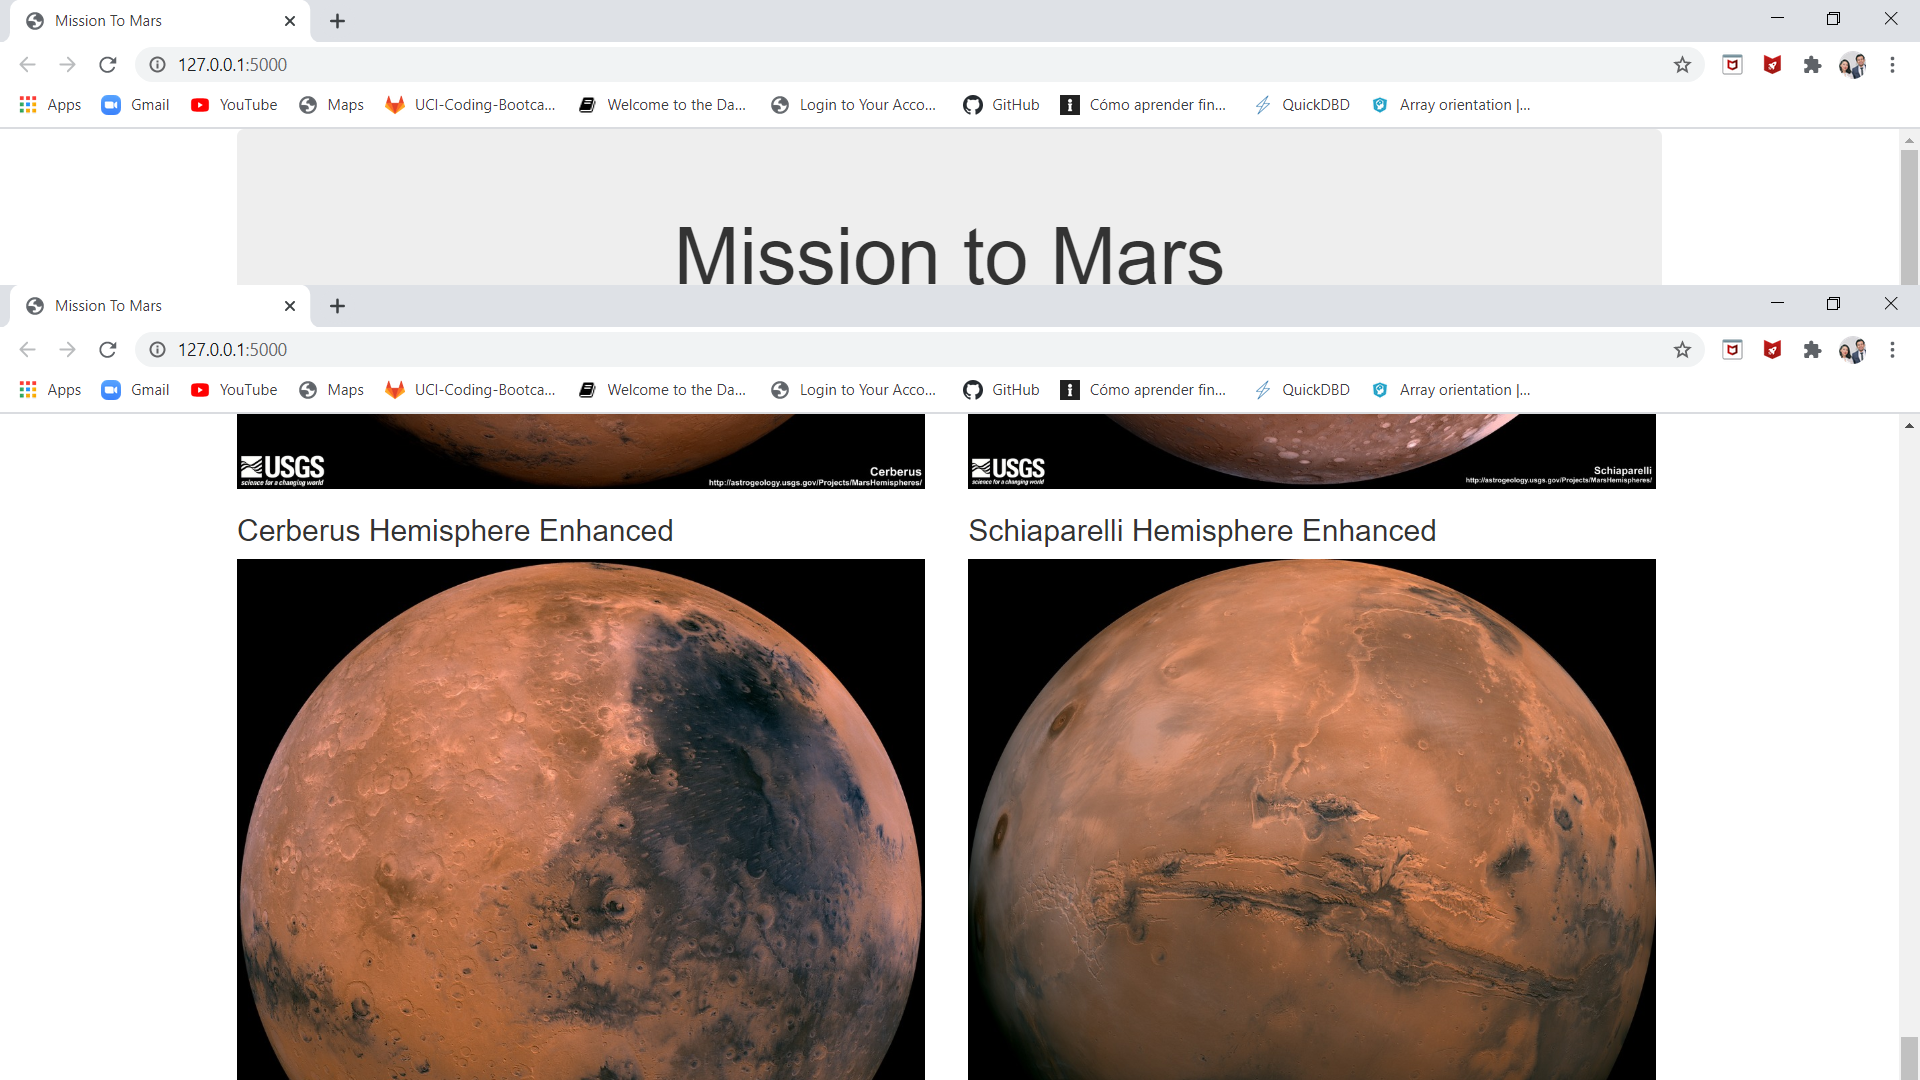 Mission To Mars
127.0.0.1:5000
Apps Gmail YouTube Maps UCI-Coding-Bootca... Welcome to the Da... Login to Your Acco... GitHub Cómo aprender fin... QuickDBD Array orientation |...
Mission to Mars
Mission To Mars
127.0.0.1:5000
Apps Gmail YouTube Maps UCI-Coding-Bootca... Welcome to the Da... Login to Your Acco... GitHub Cómo aprender fin... QuickDBD Array orientation |...
USGS
science for a changing world
Cerberus
http://astrogeology.usgs.gov/Projects/MarsHemispheres/
USGS
science for a changing world
Schiaparelli
http://astrogeology.usgs.gov/Projects/MarsHemispheres/
Cerberus Hemisphere Enhanced
Schiaparelli Hemisphere Enhanced